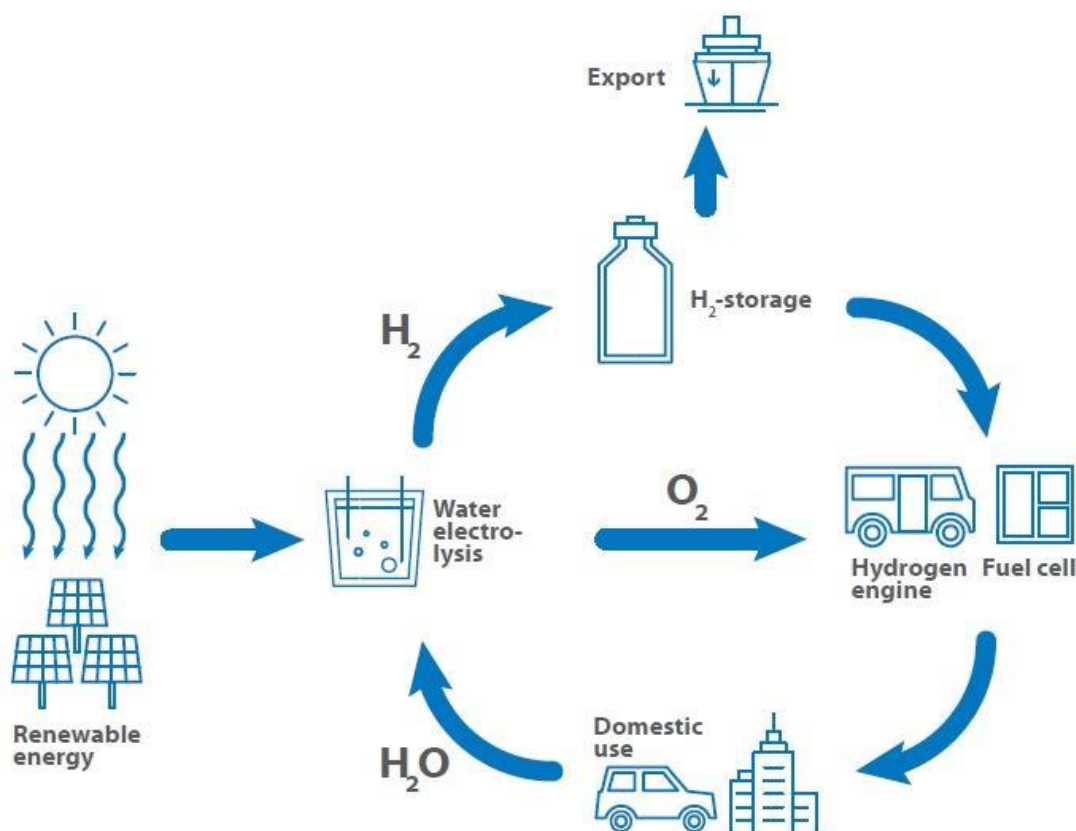 Export
H₂-storage
H₂
O₂
Water
electro-
lysis
Hydrogen
engine
Fuel cell
Renewable
energy
Domestic
use
H₂O